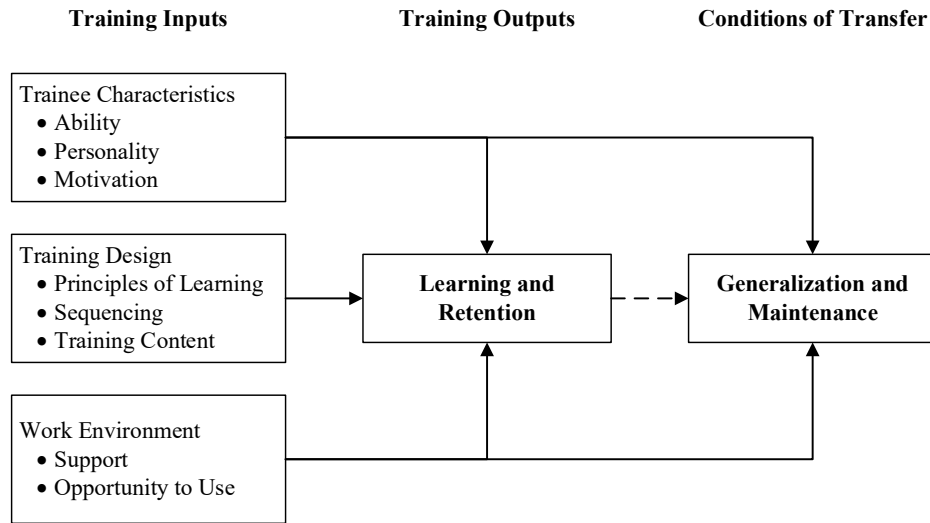 Training Inputs
Training Outputs
Conditions of Transfer
Trainee Characteristics
• Ability
• Personality
• Motivation
Training Design
• Principles of Learning
• Sequencing
• Training Content
Learning and
Retention
Generalization and
Maintenance
Work Environment
• Support
• Opportunity to Use